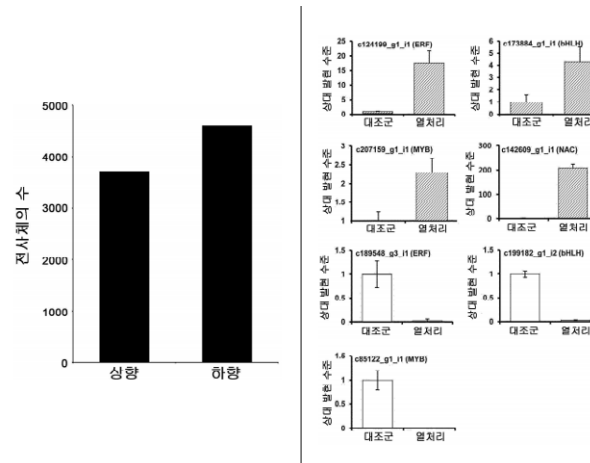 전사체의 수
5000
4000
3000
2000
1000
0
상향
하향
c124199_g1_i1 (ERF)
상대 발현 수준
25
20
15
10
5
0
대조군
열처리
c173884_g1_i1 (bHLH)
상대 발현 수준
6
5
4
3
2
1
0
대조군
열처리
c207159_g1_i1 (MYB)
상대 발현 수준
3
2.5
2
1.5
1
대조군
열처리
c142609_g1_i1 (NAC)
상대 발현 수준
300
200
100
0
대조군
열처리
c189548_g3_i1 (ERF)
상대 발현 수준
1.5
1
0.5
0
대조군
열처리
c199182_g1_i2 (bHLH)
상대 발현 수준
1.5
1
0.5
0
대조군
열처리
c85122_g1_i1 (MYB)
상대 발현 수준
1.5
1
0.5
0
대조군
열처리